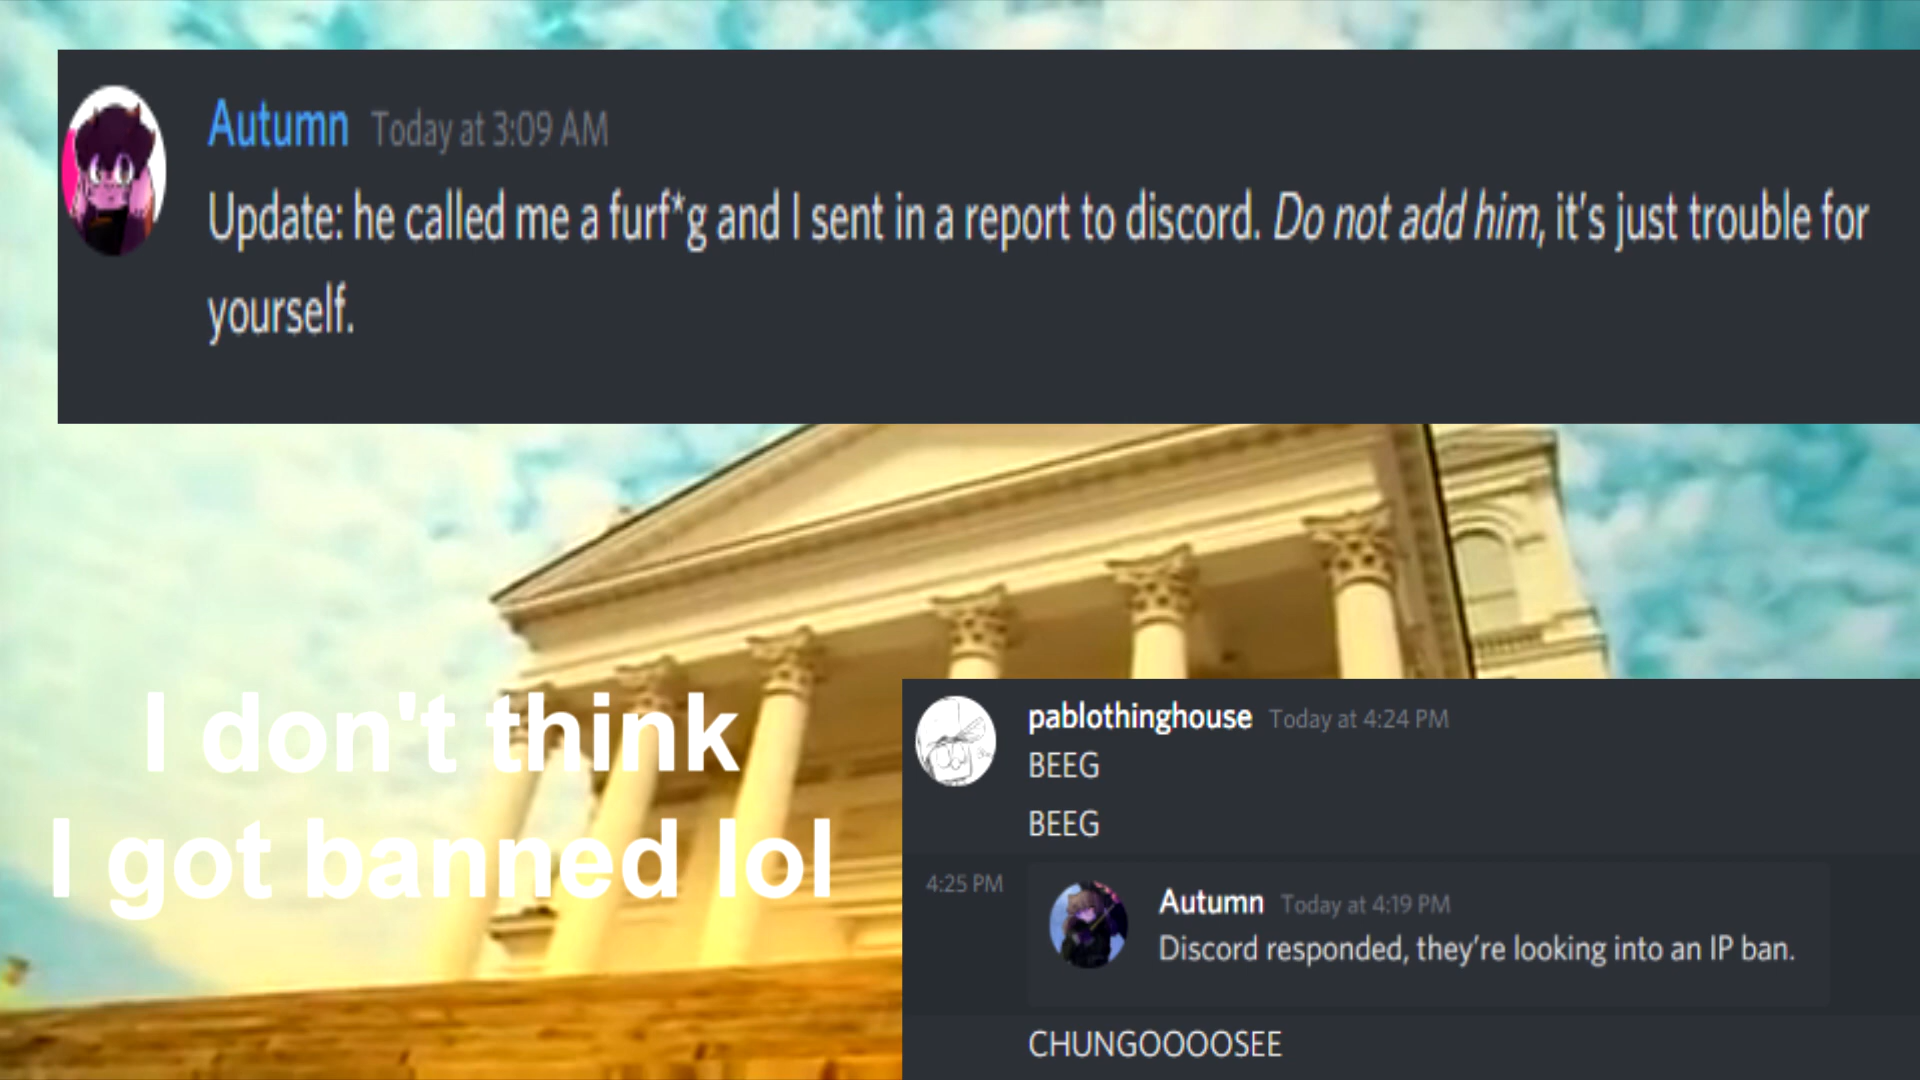 Autumn Today at 3:09 AM
Update: he called me a furf*g and I sent in a report to discord. Do not add him, it's just trouble for
yourself.
I don't think
I got banned lol
pablothinghouse Today at 4:24 PM
BEEG
BEEG
4:25 PM
Autumn Today at 4:19 PM
Discord responded, they're looking into an IP ban.
CHUNGOOOOSEE